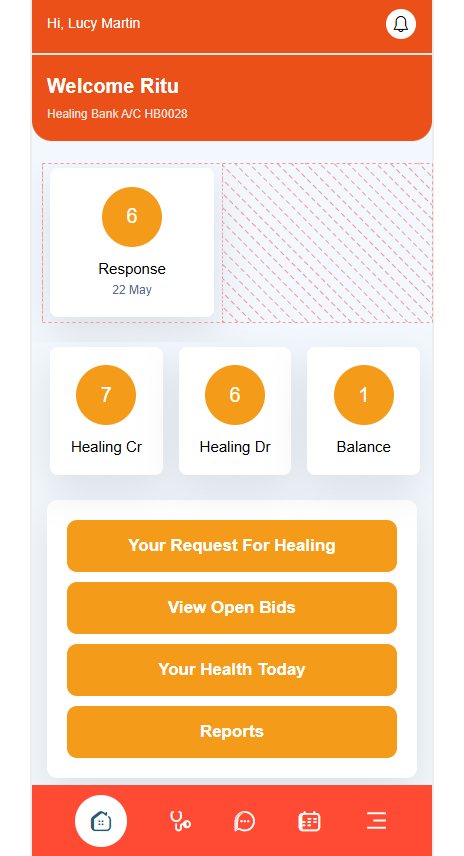 Hi, Lucy Martin
Welcome Ritu
Healing Bank A/C HB0028
6
Response
22 May
7
6
1
Healing Cr
Healing Dr
Balance
Your Request For Healing
View Open Bids
Your Health Today
Reports